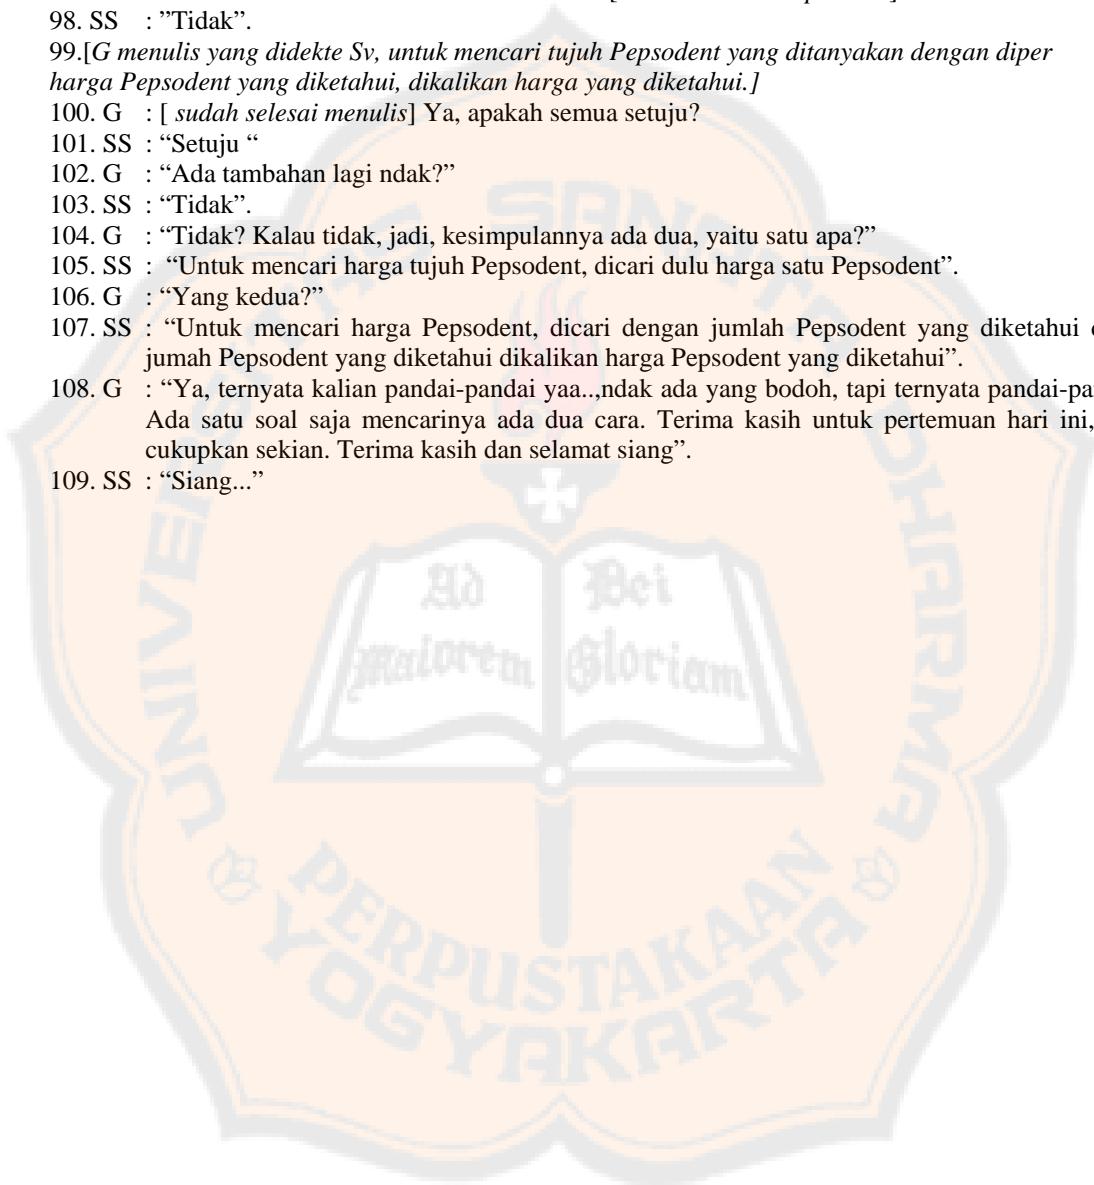 98. SS : ”Tidak”.
99.[G menulis yang didekte Sv, untuk mencari tujuh Pepsodent yang ditanyakan dengan diper
harga Pepsodent yang diketahui, dikalikan harga yang diketahui.]
100. G : [ sudah selesai menulis] Ya, apakah semua setuju?
101. SS : “Setuju “
102. G : “Ada tambahan lagi ndak?”
103. SS : “Tidak”.
104. G : “Tidak? Kalau tidak, jadi, kesimpulannya ada dua, yaitu satu apa?”
105. SS : “Untuk mencari harga tujuh Pepsodent, dicari dulu harga satu Pepsodent”.
106. G : “Yang kedua?”
107. SS : “Untuk mencari harga Pepsodent, dicari dengan jumlah Pepsodent yang diketahui
jumah Pepsodent yang diketahui dikalikan harga Pepsodent yang diketahui”.
108. G : “Ya, ternyata kalian pandai-pandai yaa..,ndak ada yang bodoh, tapi ternyata pandai-pa
Ada satu soal saja mencarinya ada dua cara. Terima kasih untuk pertemuan hari ini,
cukupkan sekian. Terima kasih dan selamat siang”.
109. SS : “Siang...”
UNIVERSITAS SANATA DHARMA
Ad Dei
Maiorem Gloriam
PERPUSTAKAAN
YOGYAKARTA